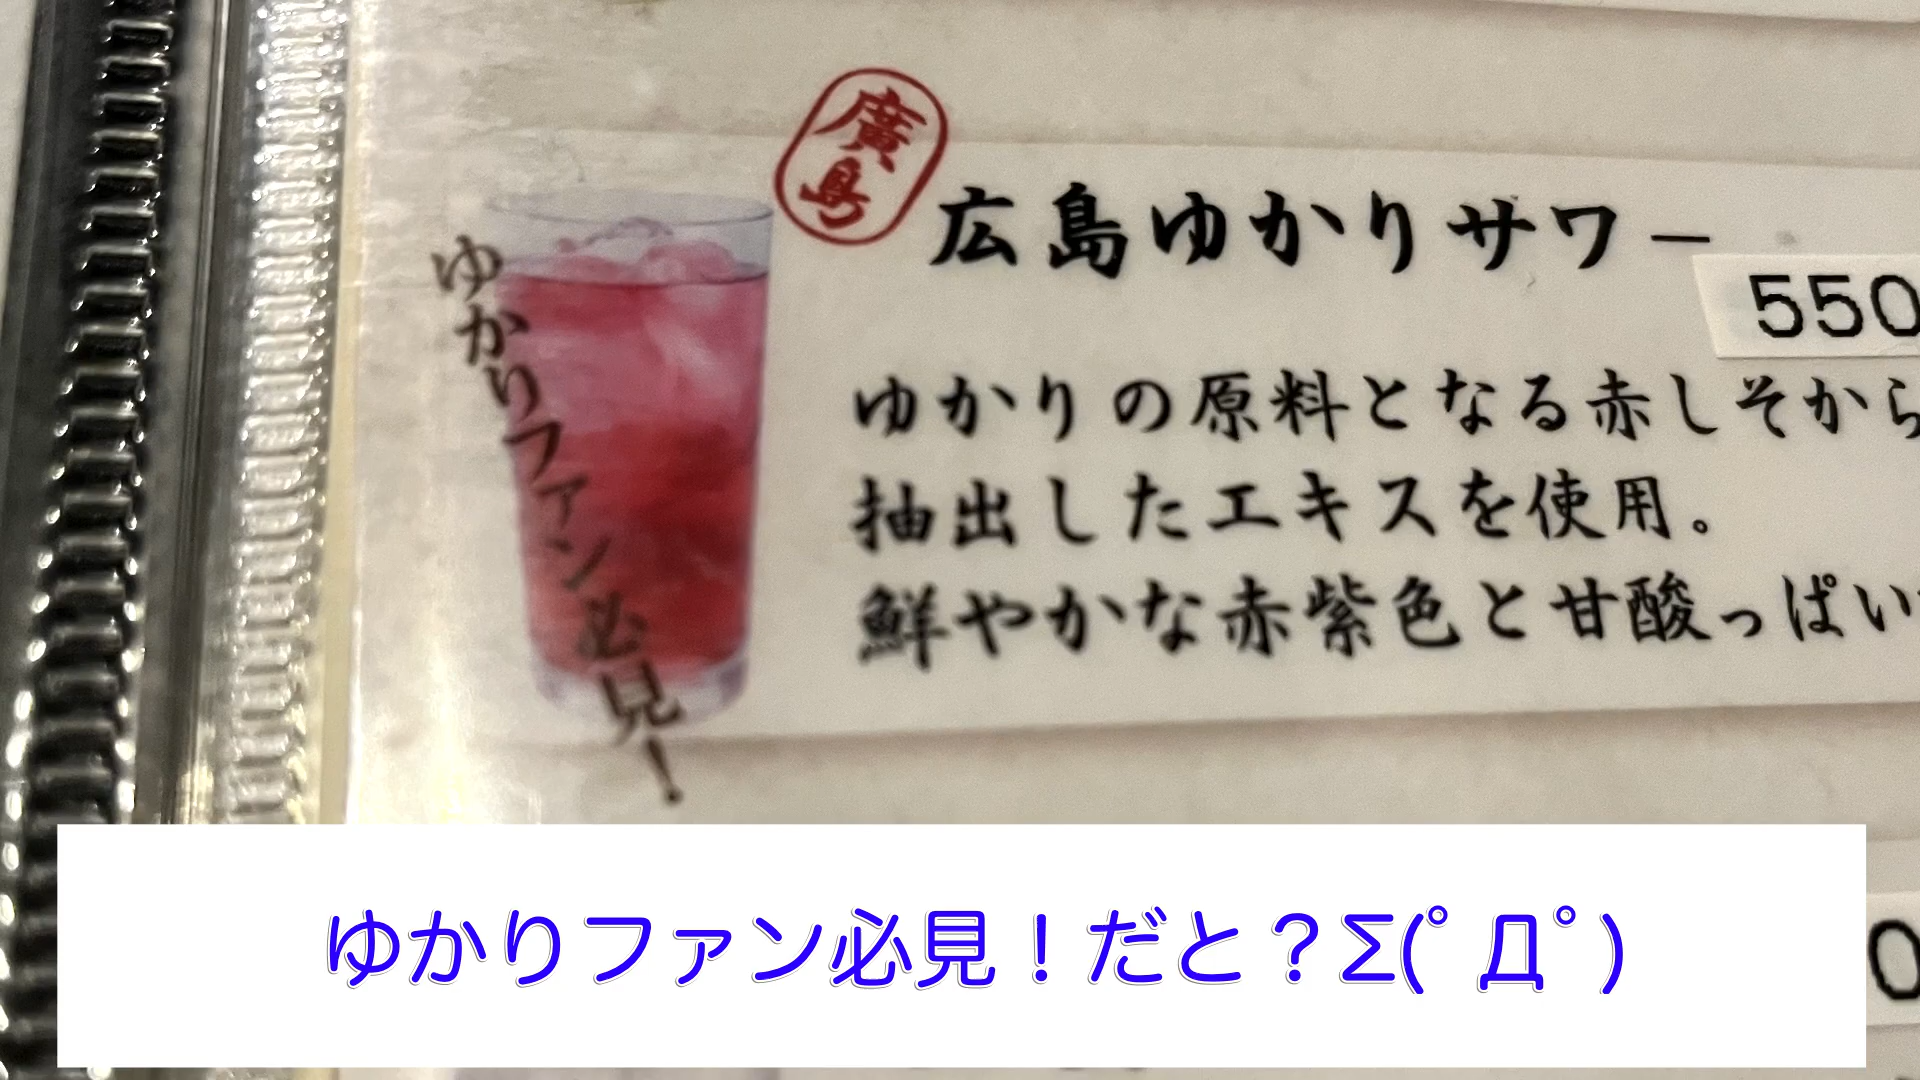 廣島
広島ゆかりサワー
550
ゆかりファン必見!
ゆかりの原料となる赤しそから
抽出したエキスを使用。
鮮やかな赤紫色と甘酸っぱい
0
ゆかりファン必見！だと？Σ(ﾟДﾟ)